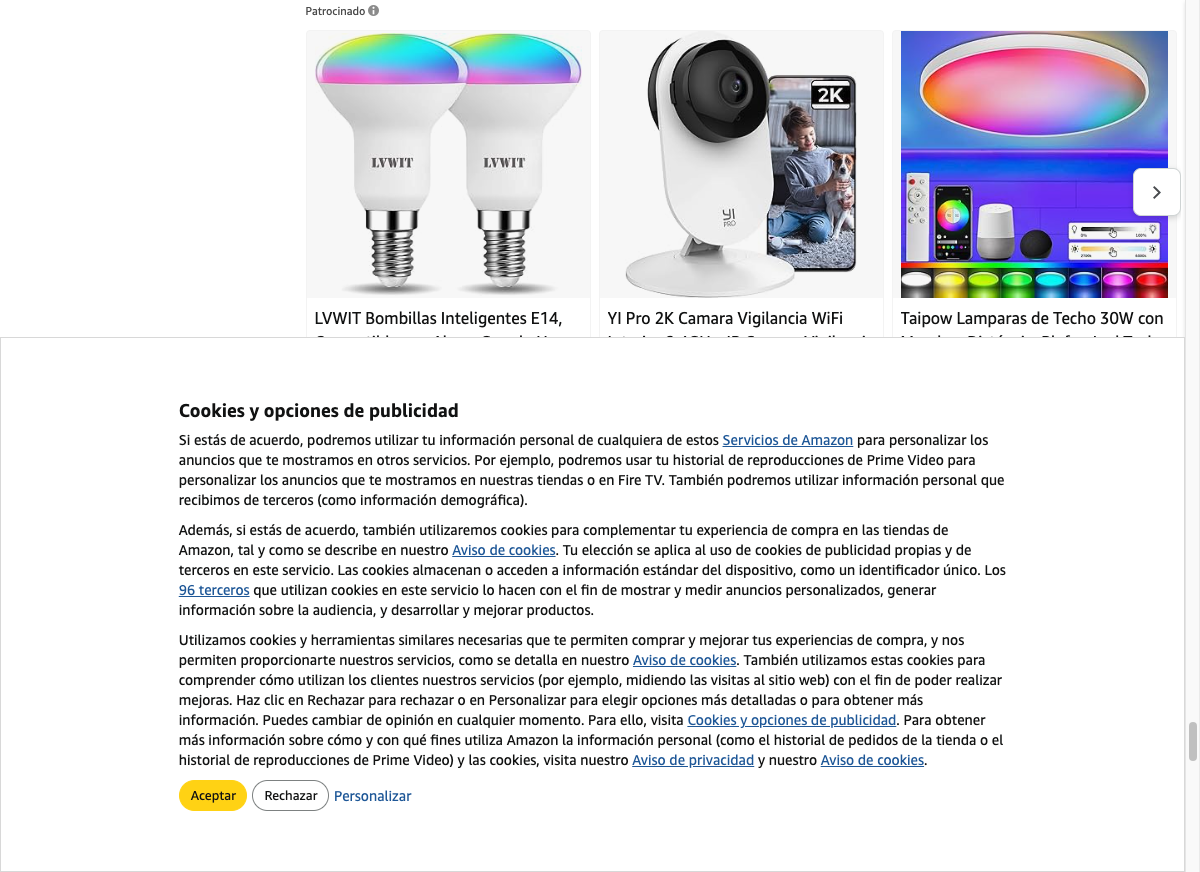 Patrocinado
LVWIT
LVWIT
2K
YI
PRO
0%
100%
LVWIT Bombillas Inteligentes E14,
YI Pro 2K Camara Vigilancia WiFi
Taipow Lamparas de Techo 30W con
Cookies y opciones de publicidad
Si estás de acuerdo, podremos utilizar tu información personal de cualquiera de estos Servicios de Amazon para personalizar los
anuncios que te mostramos en otros servicios. Por ejemplo, podremos usar tu historial de reproducciones de Prime Video para
personalizar los anuncios que te mostramos en nuestras tiendas o en Fire TV. También podremos utilizar información personal que
recibimos de terceros (como información demográfica).
Además, si estás de acuerdo, también utilizaremos cookies para complementar tu experiencia de compra en las tiendas de
Amazon, tal y como se describe en nuestro Aviso de cookies. Tu elección se aplica al uso de cookies de publicidad propias y de
terceros en este servicio. Las cookies almacenan o acceden a información estándar del dispositivo, como un identificador único. Los
96 terceros que utilizan cookies en este servicio lo hacen con el fin de mostrar y medir anuncios personalizados, generar
información sobre la audiencia, y desarrollar y mejorar productos.
Utilizamos cookies y herramientas similares necesarias que te permiten comprar y mejorar tus experiencias de compra, y nos
permiten proporcionarte nuestros servicios, como se detalla en nuestro Aviso de cookies. También utilizamos estas cookies para
comprender cómo utilizan los clientes nuestros servicios (por ejemplo, midiendo las visitas al sitio web) con el fin de poder realizar
mejoras. Haz clic en Rechazar para rechazar o en Personalizar para elegir opciones más detalladas o para obtener más
información. Puedes cambiar de opinión en cualquier momento. Para ello, visita Cookies y opciones de publicidad. Para obtener
más información sobre cómo y con qué fines utiliza Amazon la información personal (como el historial de pedidos de la tienda o el
historial de reproducciones de Prime Video) y las cookies, visita nuestro Aviso de privacidad y nuestro Aviso de cookies.
Aceptar
Rechazar
Personalizar